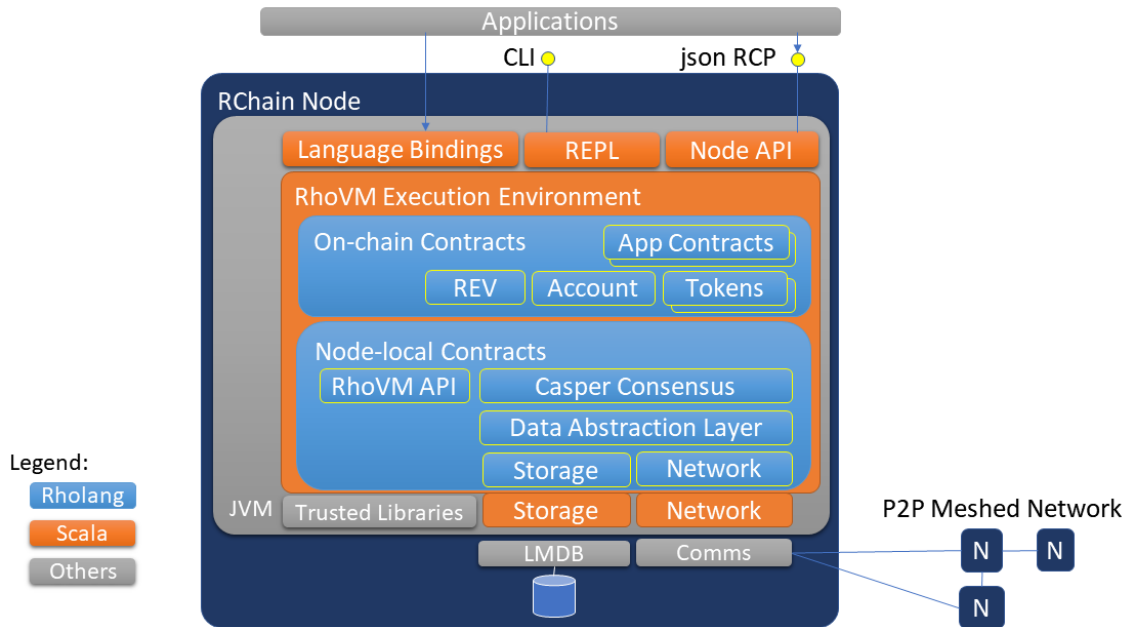 Applications
CLI
json RCP
RChain Node
Language Bindings
REPL
Node API
RhoVM Execution Environment
On-chain Contracts
App Contracts
REV
Account
Tokens
Node-local Contracts
RhoVM API
Casper Consensus
Data Abstraction Layer
Storage
Network
JVM
Trusted Libraries
Storage
Network
LMDB
Comms
Legend:
Rholang
Scala
Others
P2P Meshed Network
N
N
N